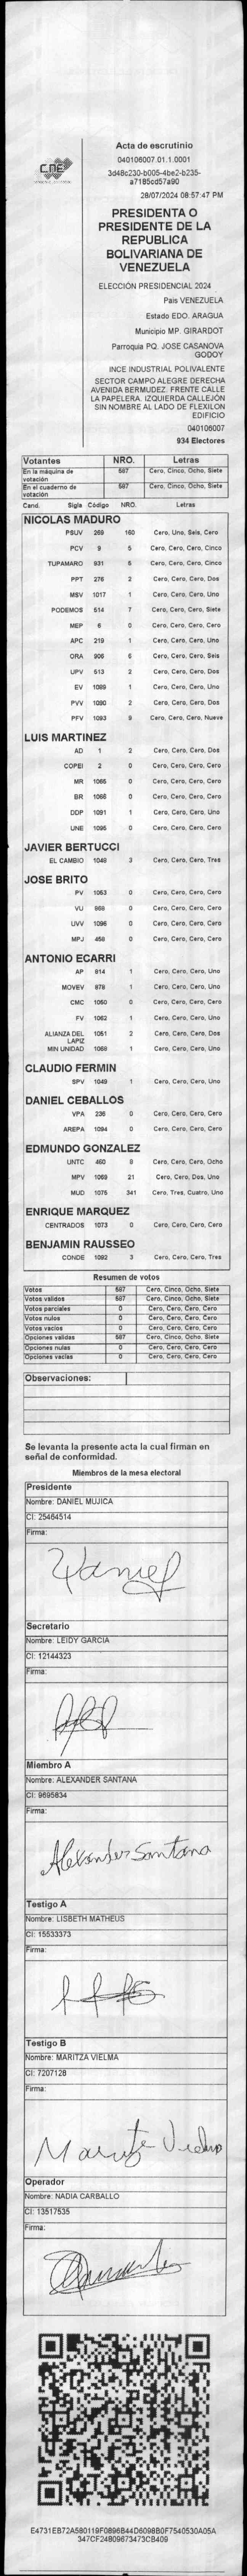 CNE
Acta de escrutinio
040106007.01.1.0001
3d48c230-b005-4be2-b235-
a7185cd57a90
28/07/2024 08:57:47 PM
PRESIDENTA O
PRESIDENTE DE LA
REPUBLICA
BOLIVARIANA DE
VENEZUELA
ELECCIÓN PRESIDENCIAL 2024
Pais VENEZUELA
Estado EDO. ARAGUA
Municipio MP. GIRARDOT
Parroquia PQ. JOSE CASANOVA
GODOY
INCE INDUSTRIAL POLIVALENTE
SECTOR CAMPO ALEGRE DERECHA
AVENIDA BERMUDEZ. FRENTE CALLE
LA PAPELERA. IZQUIERDA CALLEJÓN
SIN NOMBRE AL LADO DE FLEXILON
EDIFICIO
040106007
934 Electores
Votantes NRO. Letras
En la máquina de votación 587 Cero, Cinco, Ocho, Siete
En el cuaderno de votación 587 Cero, Cinco, Ocho, Siete
Cand. Sigla Código NRO. Letras
NICOLAS MADURO
PSUV 269 160 Cero, Uno, Seis, Cero
PCV 9 5 Cero, Cero, Cero, Cinco
TUPAMARO 931 5 Cero, Cero, Cero, Cinco
PPT 276 2 Cero, Cero, Cero, Dos
MSV 1017 1 Cero, Cero, Cero, Uno
PODEMOS 514 7 Cero, Cero, Cero, Siete
MEP 6 0 Cero, Cero, Cero, Cero
APC 219 1 Cero, Cero, Cero, Uno
ORA 906 6 Cero, Cero, Cero, Seis
UPV 513 2 Cero, Cero, Cero, Dos
EV 1089 1 Cero, Cero, Cero, Uno
PVV 1090 2 Cero, Cero, Cero, Dos
PFV 1093 9 Cero, Cero, Cero, Nueve
LUIS MARTINEZ
AD 1 2 Cero, Cero, Cero, Dos
COPEI 2 0 Cero, Cero, Cero, Cero
MR 1065 0 Cero, Cero, Cero, Cero
BR 1066 0 Cero, Cero, Cero, Cero
DDP 1091 1 Cero, Cero, Cero, Uno
UNE 1095 0 Cero, Cero, Cero, Cero
JAVIER BERTUCCI
EL CAMBIO 1048 3 Cero, Cero, Cero, Tres
JOSE BRITO
PV 1053 0 Cero, Cero, Cero, Cero
VU 868 0 Cero, Cero, Cero, Cero
UVV 1096 0 Cero, Cero, Cero, Cero
MPJ 458 0 Cero, Cero, Cero, Cero
ANTONIO ECARRI
AP 814 1 Cero, Cero, Cero, Uno
MOVEV 878 1 Cero, Cero, Cero, Uno
CMC 1050 0 Cero, Cero, Cero, Cero
FV 1062 1 Cero, Cero, Cero, Uno
ALIANZA DEL LAPIZ 1051 2 Cero, Cero, Cero, Dos
MIN UNIDAD 1068 1 Cero, Cero, Cero, Uno
CLAUDIO FERMIN
SPV 1049 1 Cero, Cero, Cero, Uno
DANIEL CEBALLOS
VPA 236 0 Cero, Cero, Cero, Cero
AREPA 1094 0 Cero, Cero, Cero, Cero
EDMUNDO GONZALEZ
UNTC 460 8 Cero, Cero, Cero, Ocho
MPV 1069 21 Cero, Cero, Dos, Uno
MUD 1075 341 Cero, Tres, Cuatro, Uno
ENRIQUE MARQUEZ
CENTRADOS 1073 0 Cero, Cero, Cero, Cero
BENJAMIN RAUSSEO
CONDE 1092 3 Cero, Cero, Cero, Tres
Resumen de votos
Votos 587 Cero, Cinco, Ocho, Siete
Votos validos 587 Cero, Cinco, Ocho, Siete
Votos parciales 0 Cero, Cero, Cero, Cero
Votos nulos 0 Cero, Cero, Cero, Cero
Votos vacios 0 Cero, Cero, Cero, Cero
Opciones validas 587 Cero, Cinco, Ocho, Siete
Opciones nulas 0 Cero, Cero, Cero, Cero
Opciones vacias 0 Cero, Cero, Cero, Cero
Observaciones:
Se levanta la presente acta la cual firman en
señal de conformidad.
Miembros de la mesa electoral
Presidente
Nombre: DANIEL MUJICA
CI: 25464514
Firma:
Daniel
Secretario
Nombre: LEIDY GARCIA
CI: 12144323
Firma:
Miembro A
Nombre: ALEXANDER SANTANA
CI: 9695834
Firma:
Alexander Santana
Testigo A
Nombre: LISBETH MATHEUS
CI: 15533373
Firma:
Testigo B
Nombre: MARITZA VIELMA
CI: 7207128
Firma:
Maritza Vielma
Operador
Nombre: NADIA CARBALLO
CI: 13517535
Firma:
E4731EB72A580119F0896B44D6098B0F7540530A05A
347CF24809673473CB409